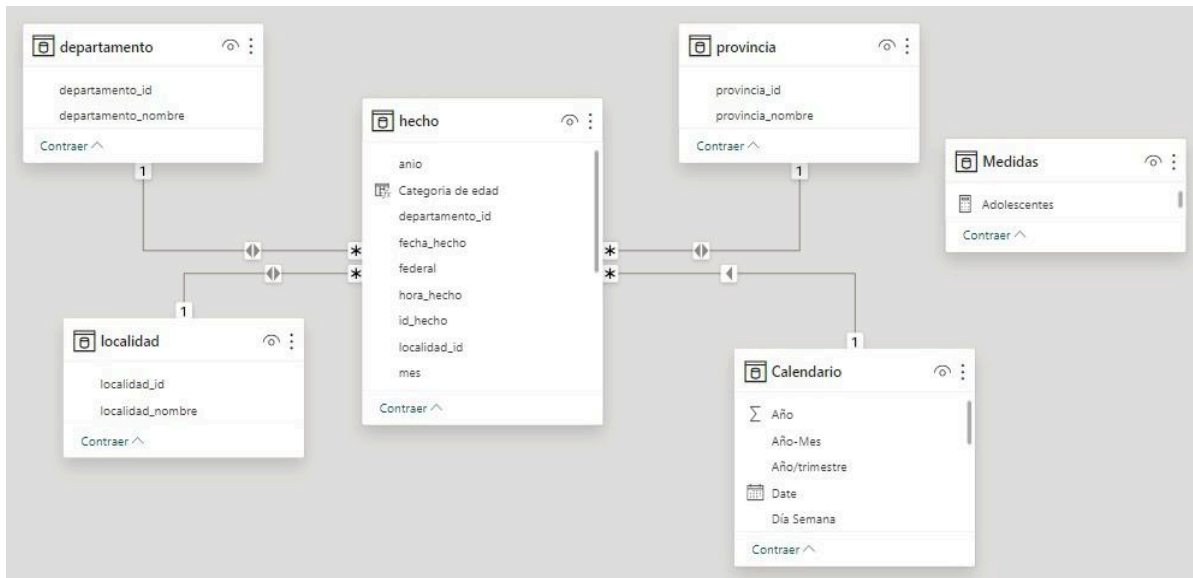 departamento
departamento_id
departamento_nombre
Contraer
1
provincia
provincia_id
provincia_nombre
Contraer
1
hecho
anio
Categoria de edad
departamento_id
fecha_hecho
federal
hora_hecho
id_hecho
localidad_id
mes
Contraer
*
*
*
*
Medidas
Adolescentes
Contraer
1
localidad
localidad_id
localidad_nombre
Contraer
1
Calendario
Σ Año
Año-Mes
Año/trimestre
Date
Día Semana
Contraer